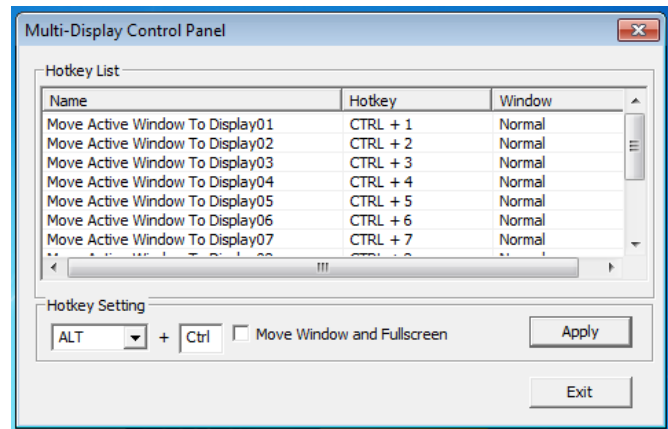 Multi-Display Control Panel
Hotkey List
Name Hotkey Window
Move Active Window To Display01 CTRL + 1 Normal
Move Active Window To Display02 CTRL + 2 Normal
Move Active Window To Display03 CTRL + 3 Normal
Move Active Window To Display04 CTRL + 4 Normal
Move Active Window To Display05 CTRL + 5 Normal
Move Active Window To Display06 CTRL + 6 Normal
Move Active Window To Display07 CTRL + 7 Normal
Hotkey Setting
ALT + Ctrl Move Window and Fullscreen Apply
Exit